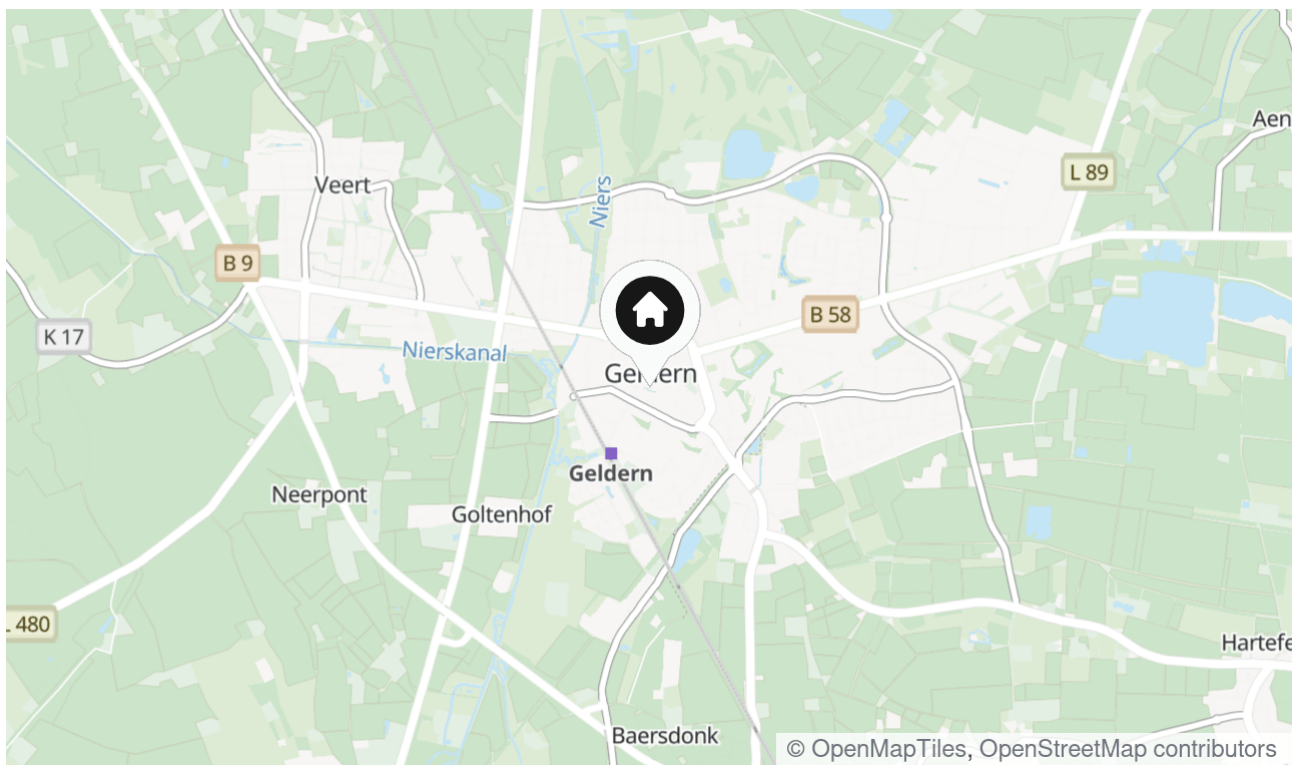 Aen
L 89
Veert
Niers
B 9
B 58
K 17
Nierskanal
Geldern
Geldern
Neerpont
Goltenhof
L 480
Hartefe
Baersdonk
© OpenMapTiles, OpenStreetMap contributors